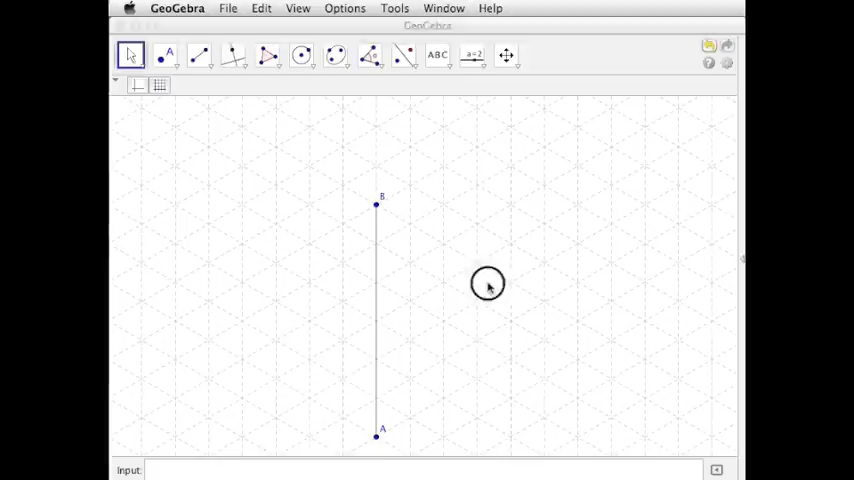 GeoGebra File Edit View Options Tools Window Help
GeoGebra
A ABC a=2
B
A
Input: